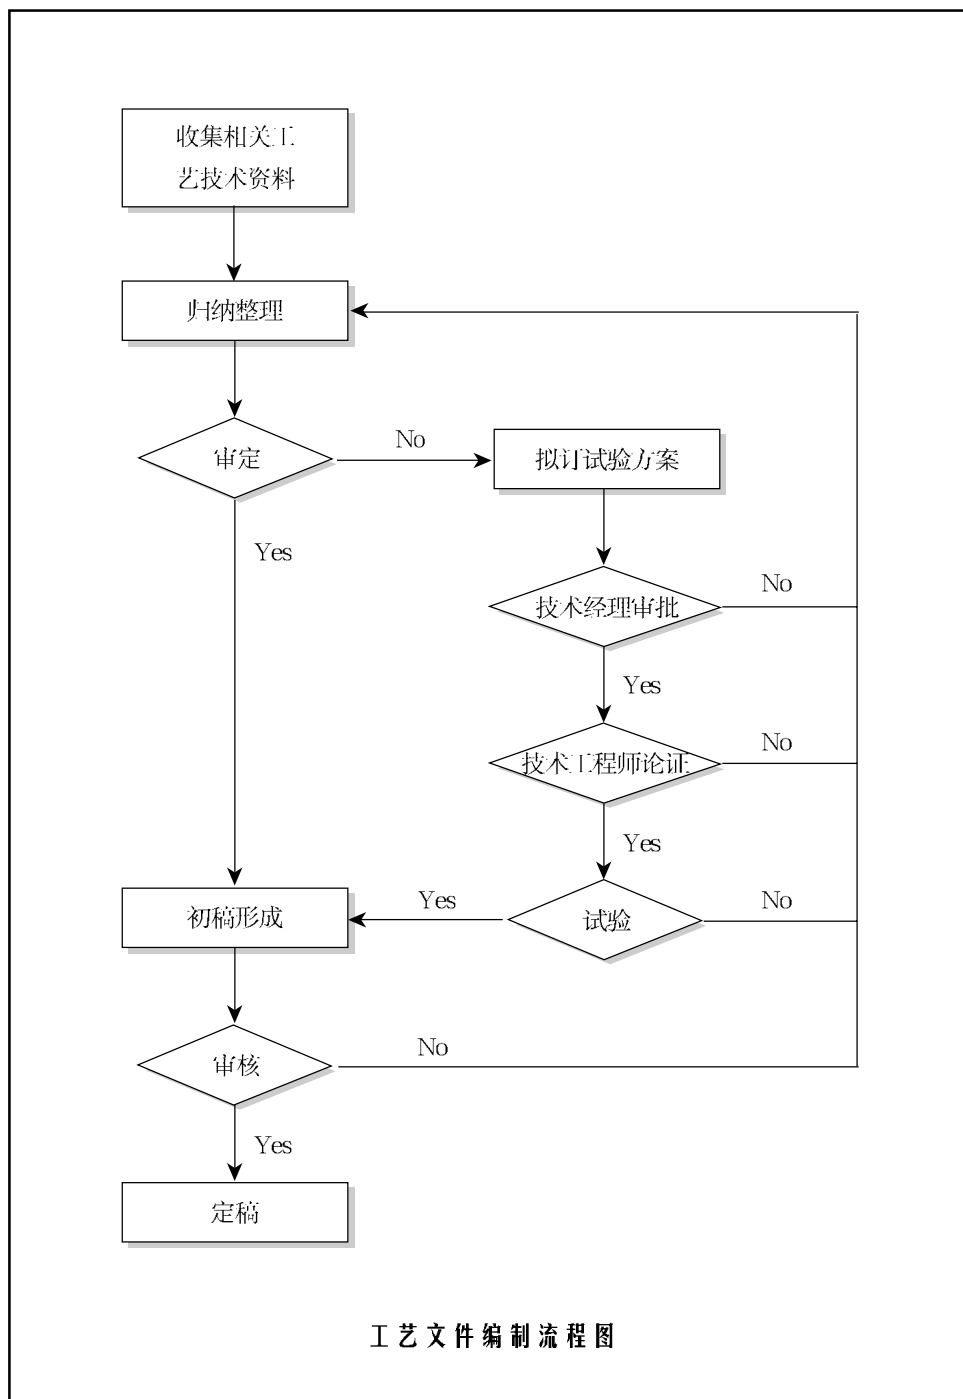 收集相关工
艺技术资料
归纳整理
审定
No
拟订试验方案
Yes
技术经理审批
No
Yes
技术工程师论证
No
Yes
初稿形成
Yes
试验
No
审核
No
Yes
定稿
工艺文件编制流程图